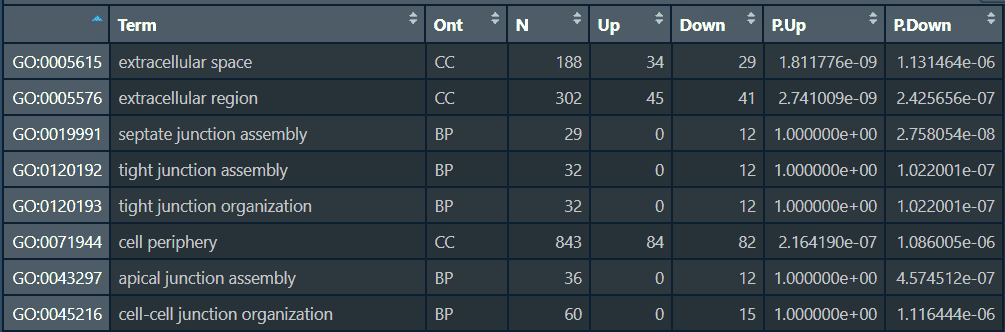 Term Ont N Up Down P.Up P.Down
GO:0005615 extracellular space CC 188 34 29 1.811776e-09 1.131464e-06
GO:0005576 extracellular region CC 302 45 41 2.741009e-09 2.425656e-07
GO:0019991 septate junction assembly BP 29 0 12 1.000000e+00 2.758054e-08
GO:0120192 tight junction assembly BP 32 0 12 1.000000e+00 1.022001e-07
GO:0120193 tight junction organization BP 32 0 12 1.000000e+00 1.022001e-07
GO:0071944 cell periphery CC 843 84 82 2.164190e-07 1.086005e-06
GO:0043297 apical junction assembly BP 36 0 12 1.000000e+00 4.574512e-07
GO:0045216 cell-cell junction organization BP 60 0 15 1.000000e+00 1.116444e-06